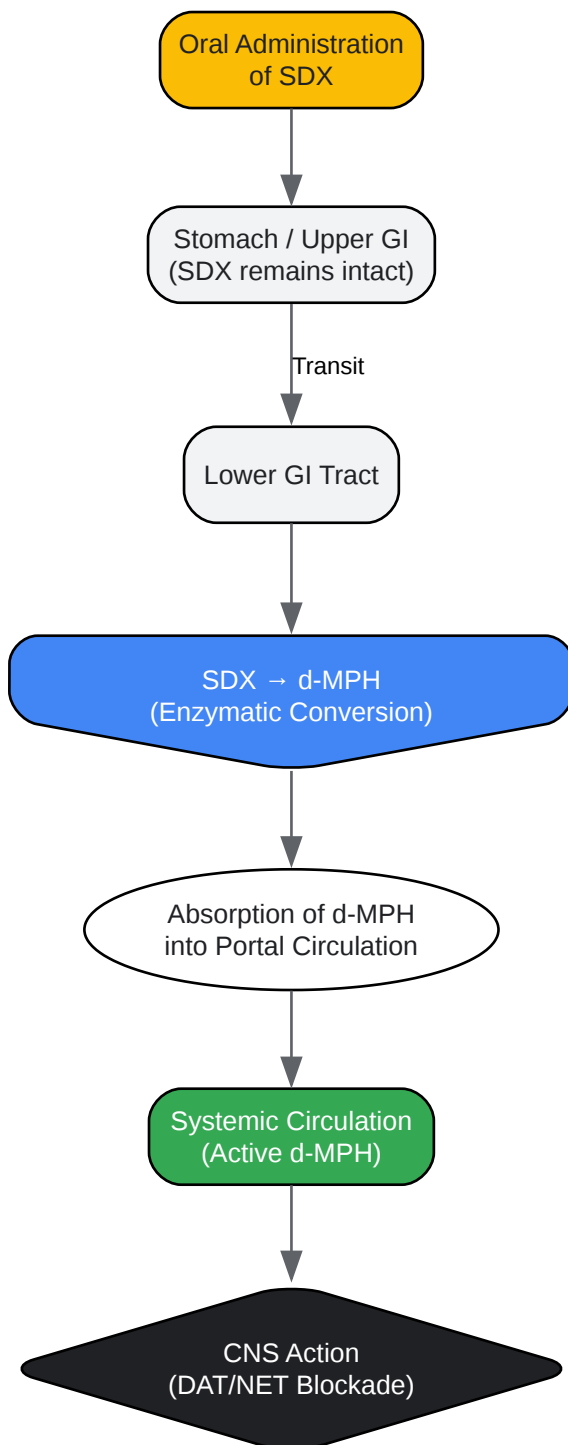 Oral Administration
of SDX
Stomach / Upper GI
(SDX remains intact)
Transit
Lower GI Tract
SDX → d-MPH
(Enzymatic Conversion)
Absorption of d-MPH
into Portal Circulation
Systemic Circulation
(Active d-MPH)
CNS Action
(DAT/NET Blockade)